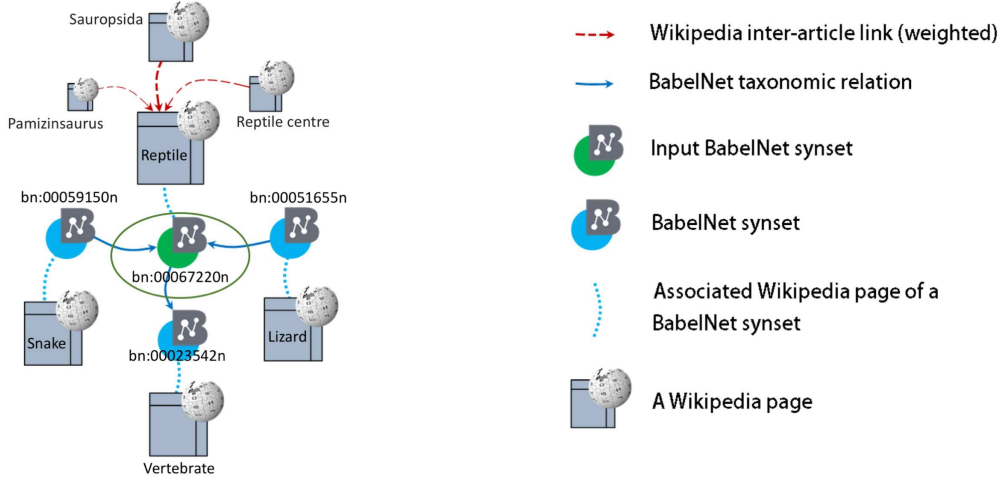 Sauropsida
Pamizinsaurus
Reptile centre
Reptile
bn:00059150n
bn:00051655n
bn:00067220n
Snake
Lizard
bn:00023542n
Vertebrate
Wikipedia inter-article link (weighted)
BabelNet taxonomic relation
Input BabelNet synset
BabelNet synset
Associated Wikipedia page of a
BabelNet synset
A Wikipedia page